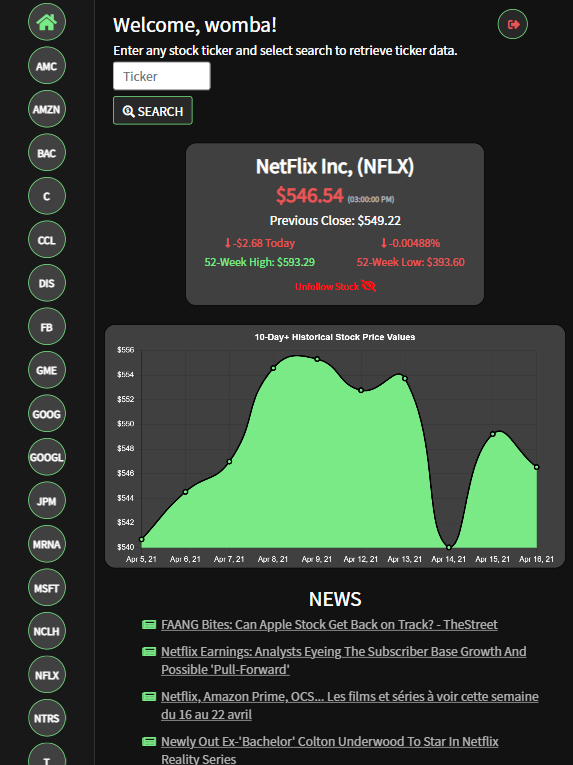 Welcome, womba!
Enter any stock ticker and select search to retrieve ticker data.
Ticker
SEARCH
AMC
AMZN
BAC
C
CCL
DIS
FB
GME
GOOG
GOOGL
JPM
MRNA
MSFT
NCLH
NFLX
NTRS
T
NetFlix Inc, (NFLX)
$546.54 (03:00:00 PM)
Previous Close: $549.22
-$2.68 Today
-0.00488%
52-Week High: $593.29
52-Week Low: $393.60
Unfollow Stock
10-Day+ Historical Stock Price Values
$556
$554
$552
$550
$548
$546
$544
$542
$540
Apr 5, 21 Apr 6, 21 Apr 7, 21 Apr 8, 21 Apr 9, 21 Apr 12, 21 Apr 13, 21 Apr 14, 21 Apr 15, 21 Apr 16, 21
NEWS
FAANG Bites: Can Apple Stock Get Back on Track? - TheStreet
Netflix Earnings: Analysts Eyeing The Subscriber Base Growth And
Possible 'Pull-Forward'
Netflix, Amazon Prime, OCS... Les films et séries à voir cette semaine
du 16 au 22 avril
Newly Out Ex-'Bachelor' Colton Underwood To Star In Netflix
Reality Series